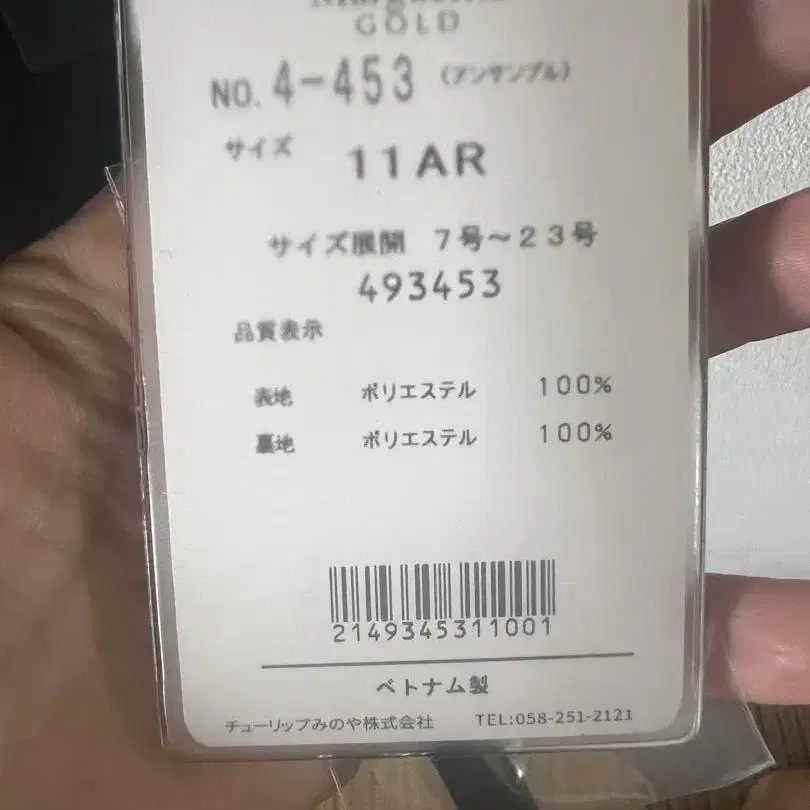 GOLD
NO. 4-453 (アンサンブル)
サイズ 11AR
サイズ展開 7号～23号
493453
品質表示
表地 ポリエステル 100%
裏地 ポリエステル 100%
2149345311001
ベトナム製
チューリップみのや株式会社 TEL:058-251-2121